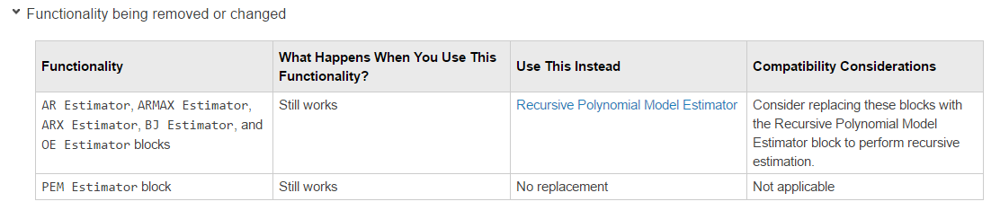 Functionality being removed or changed
Functionality
What Happens When You Use This
Functionality?
Use This Instead
Compatibility Considerations
AR Estimator, ARMAX Estimator,
ARX Estimator, BJ Estimator, and
OE Estimator blocks
Still works
Recursive Polynomial Model Estimator
Consider replacing these blocks with
the Recursive Polynomial Model
Estimator block to perform recursive
estimation.
PEM Estimator block
Still works
No replacement
Not applicable